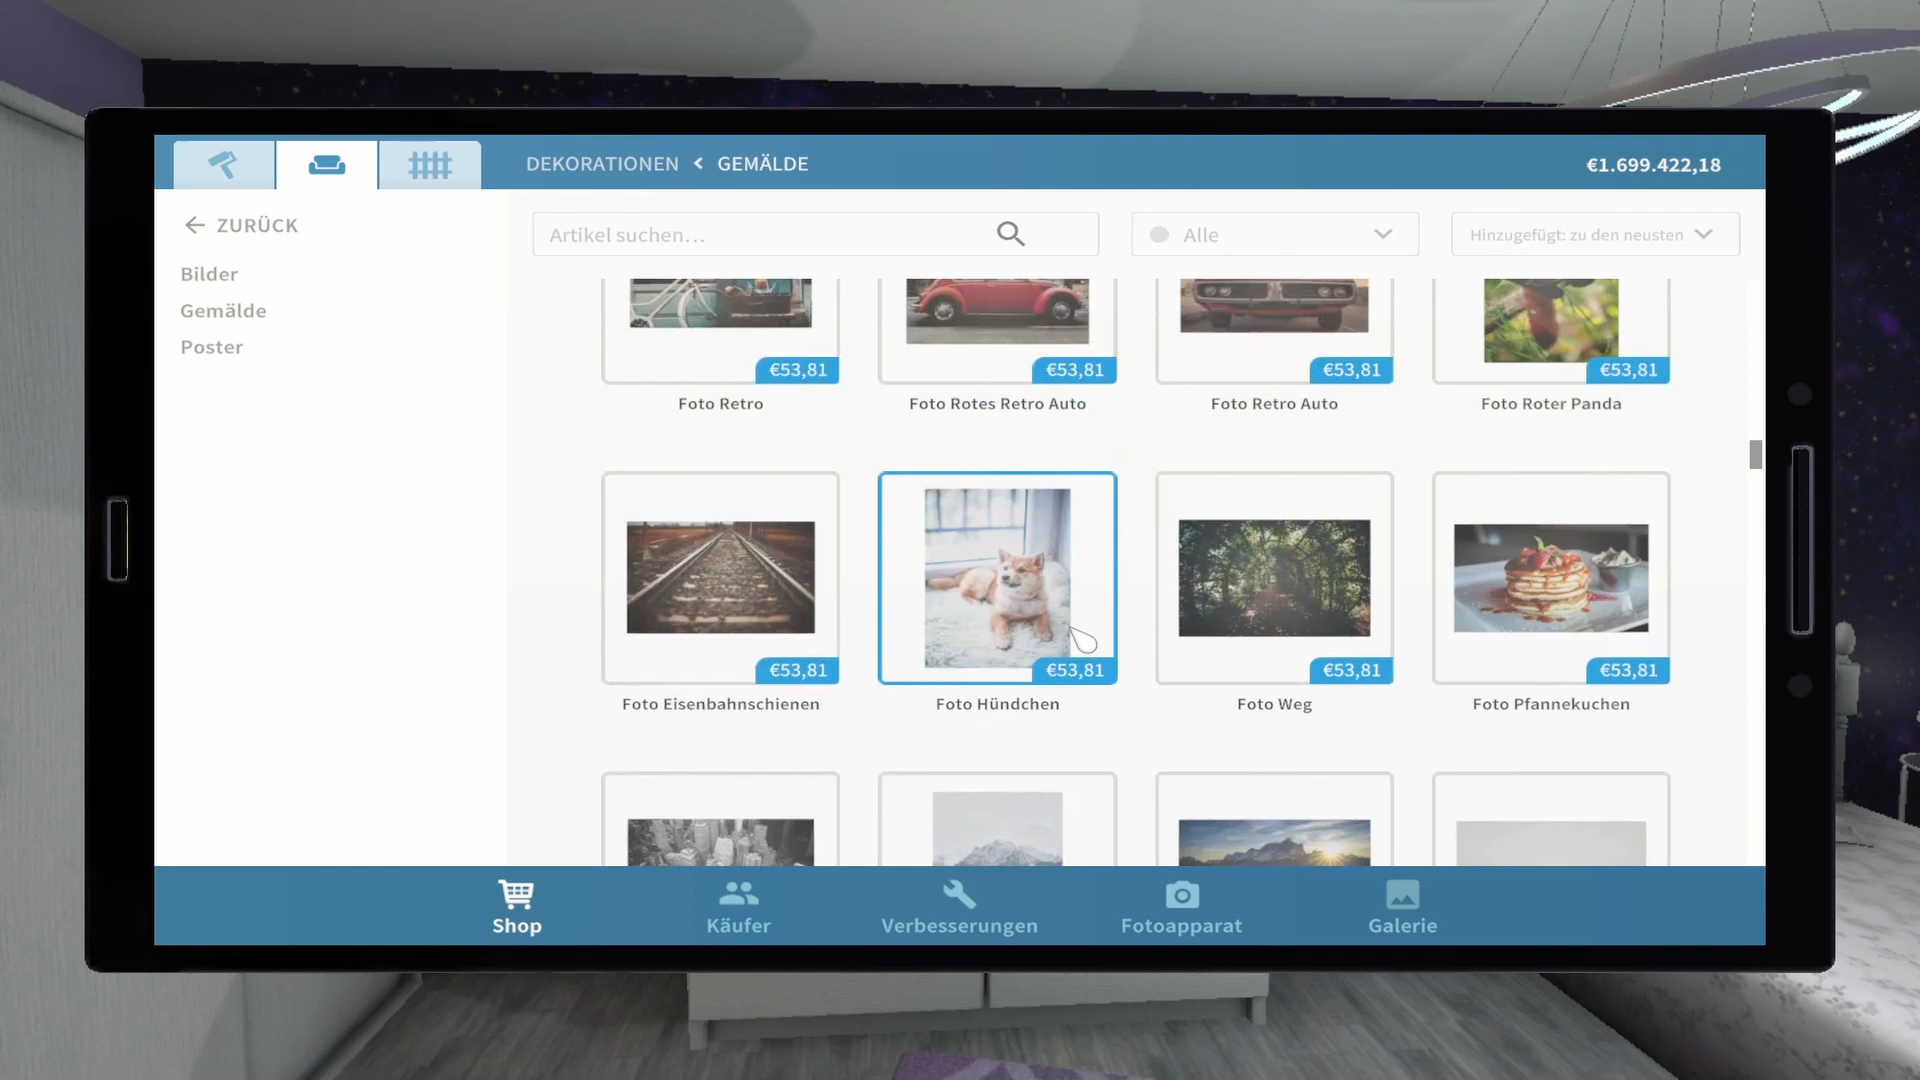 DEKORATIONEN < GEMÄLDE
€1.699.422,18
ZURÜCK
Artikel suchen...
Alle
Hinzugefügt: zu den neusten
Bilder
Gemälde
Poster
€53,81
€53,81
€53,81
€53,81
Foto Retro
Foto Rotes Retro Auto
Foto Retro Auto
Foto Roter Panda
€53,81
€53,81
€53,81
€53,81
Foto Eisenbahnschienen
Foto Hündchen
Foto Weg
Foto Pfannekuchen
Shop
Käufer
Verbesserungen
Fotoapparat
Galerie